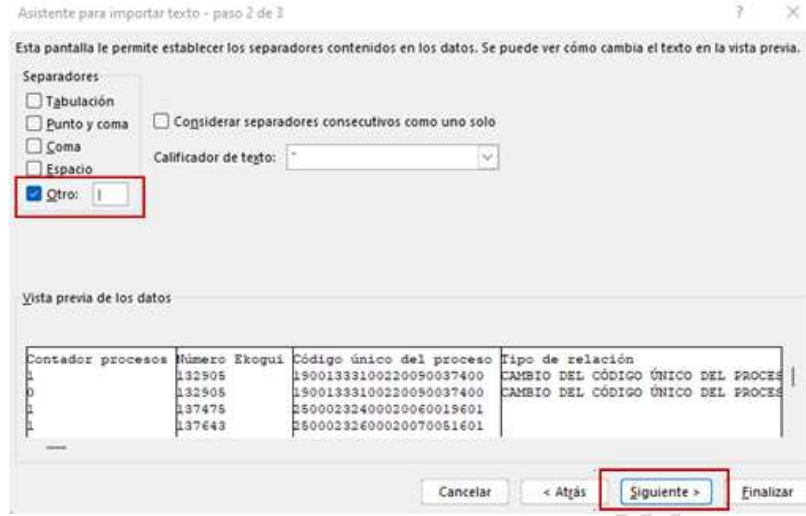 Asistente para importar texto - paso 2 de 3 ? ×
Esta pantalla le permite establecer los separadores contenidos en los datos. Se puede ver cómo cambia el texto en la vista previa.
Separadores
Tabulación
Punto y coma
Coma
Espacio
Otro: |
Considerar separadores consecutivos como uno solo
Calificador de texto: "
Vista previa de los datos
Contador procesos Número Ekogui Código único del proceso Tipo de relación
1 132905 19001333100220090037400 CAMBIO DEL CÓDIGO ÚNICO DEL PROCES
0 132905 19001333100220090037400 CAMBIO DEL CÓDIGO ÚNICO DEL PROCES
1 137475 25000232400020060019601
1 137643 25000232600020070051601
Cancelar < Atrás Siguiente > Finalizar